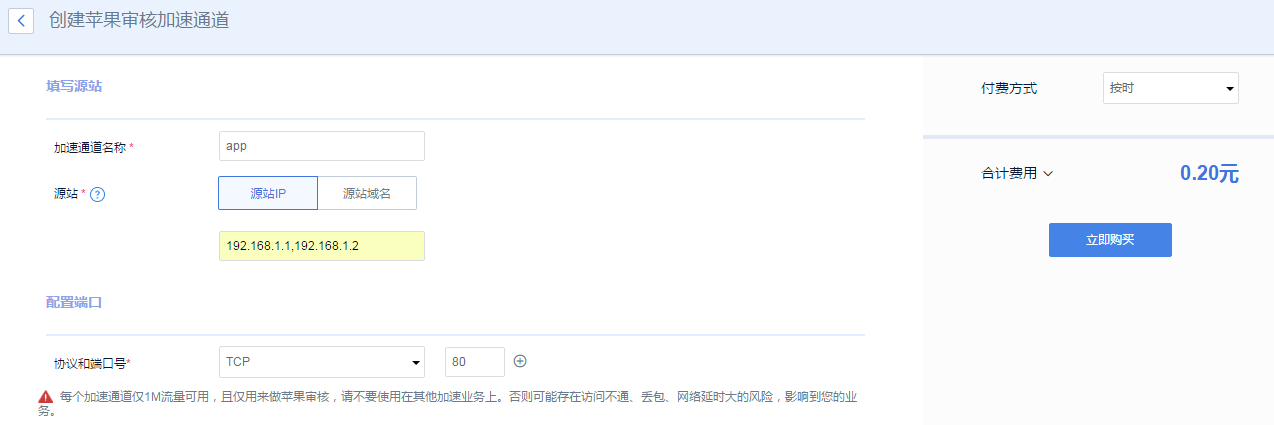 创建苹果审核加速通道
填写源站
加速通道名称 *
app
源站 * ?
源站IP
源站域名
192.168.1.1,192.168.1.2
配置端口
协议和端口号*
TCP
80
每个加速通道仅1M流量可用，且仅用来做苹果审核，请不要使用在其他加速业务上。否则可能存在访问不通、丢包、网络延时大的风险，影响到您的业
务。
付费方式
按时
合计费用
0.20元
立即购买